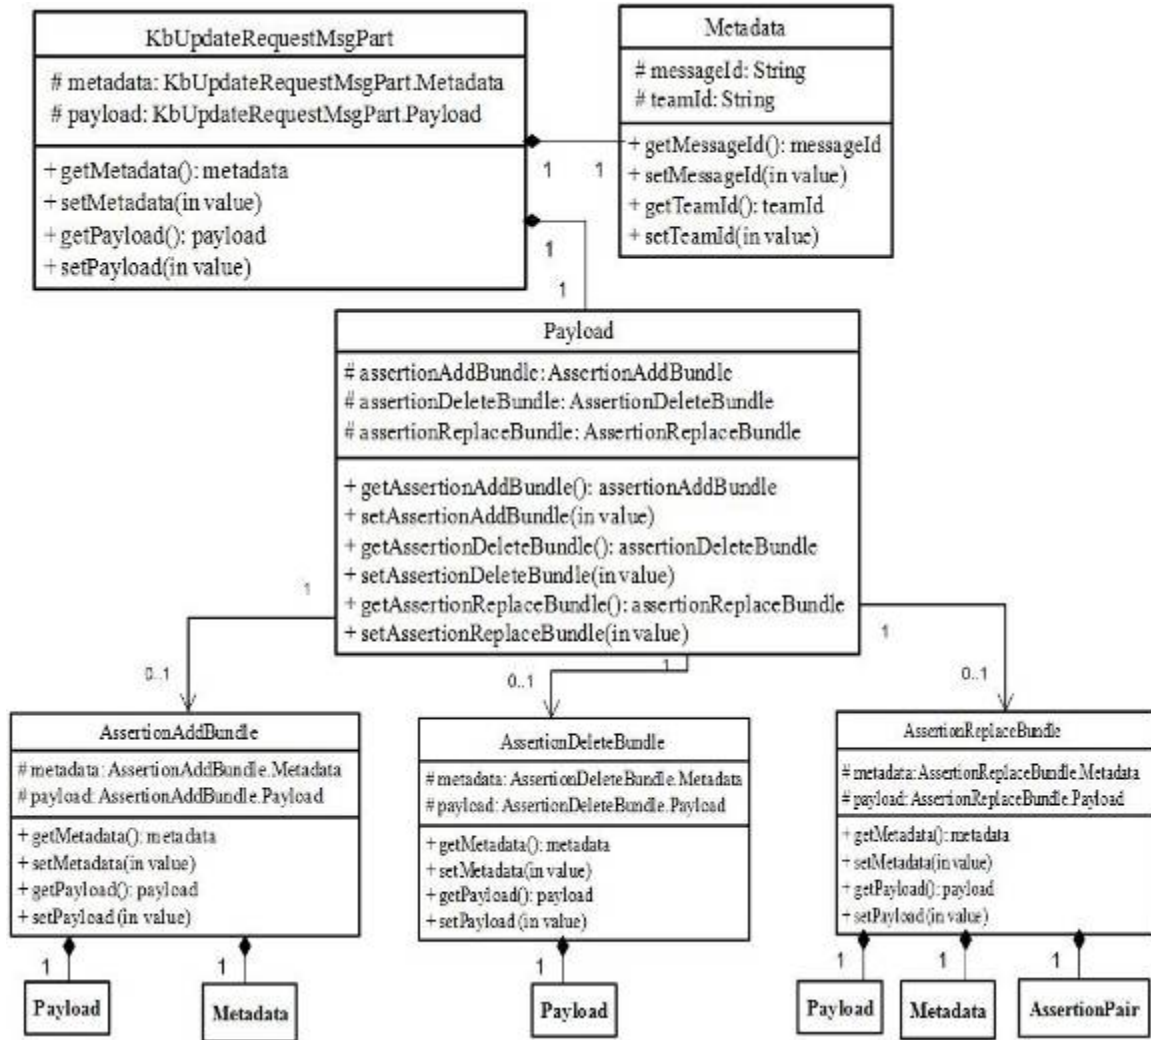 KbUpdateRequestMsgPart
# metadata: KbUpdateRequestMsgPart.Metadata
# payload: KbUpdateRequestMsgPart.Payload
+ getMetadata(): metadata
+ setMetadata(in value)
+ getPayload(): payload
+ setPayload(in value)
Metadata
# messageId: String
# teamId: String
+ getMessageId(): messageId
+ setMessageId(in value)
+ getTeamId(): teamId
+ setTeamId(in value)
1 1
1
1
Payload
# assertionAddBundle: AssertionAddBundle
# assertionDeleteBundle: AssertionDeleteBundle
# assertionReplaceBundle: AssertionReplaceBundle
+ getAssertionAddBundle(): assertionAddBundle
+ setAssertionAddBundle(in value)
+ getAssertionDeleteBundle(): assertionDeleteBundle
+ setAssertionDeleteBundle(in value)
+ getAssertionReplaceBundle(): assertionReplaceBundle
+ setAssertionReplaceBundle(in value)
1
1
1
0..1
0..1
0..1
AssertionAddBundle
# metadata: AssertionAddBundle.Metadata
# payload: AssertionAddBundle.Payload
+ getMetadata(): metadata
+ setMetadata(in value)
+ getPayload(): payload
+ setPayload (in value)
1
1
Payload
Metadata
AssertionDeleteBundle
# metadata: AssertionDeleteBundle.Metadata
# payload: AssertionDeleteBundle.Payload
+ getMetadata(): metadata
+ setMetadata(in value)
+ getPayload(): payload
+ setPayload (in value)
1
Payload
AssertionReplaceBundle
# metadata: AssertionReplaceBundle.Metadata
# payload: AssertionReplaceBundle.Payload
+ getMetadata(): metadata
+ setMetadata(in value)
+ getPayload(): payload
+ setPayload (in value)
1
1
1
Payload
Metadata
AssertionPair